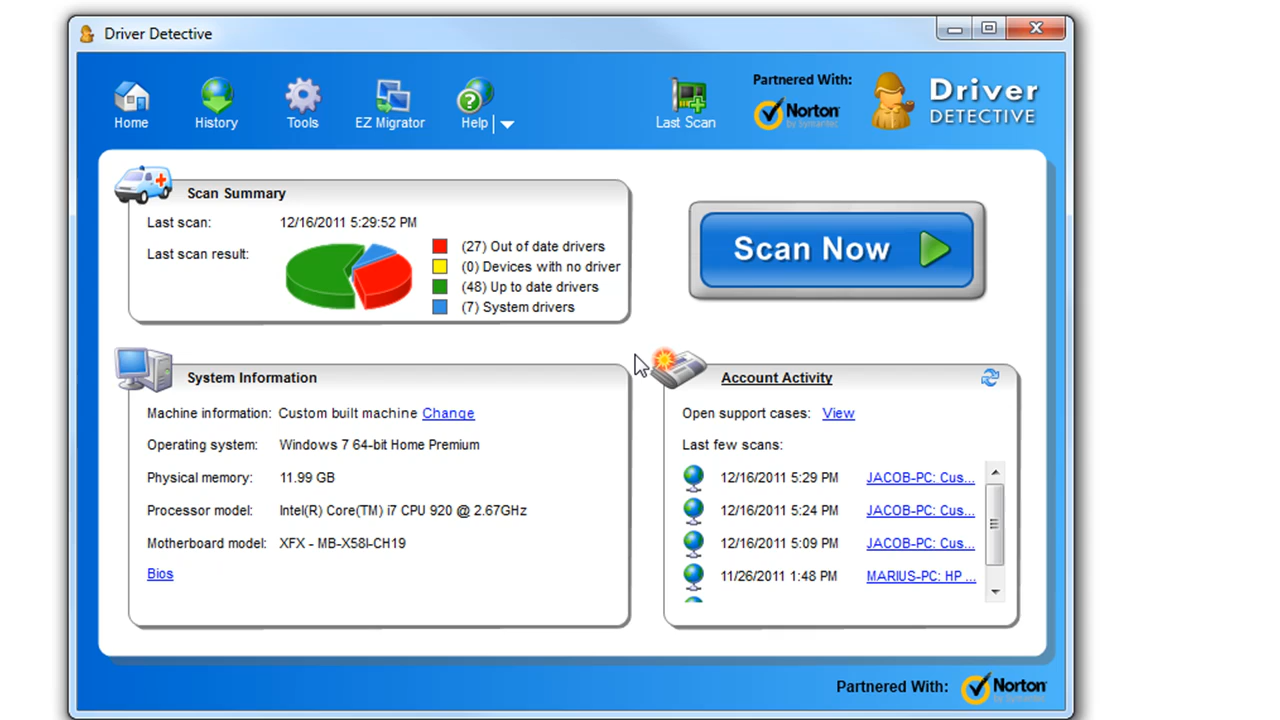 Driver Detective
Partnered With:
Norton
by Symantec
Driver
DETECTIVE
Home
History
Tools
EZ Migrator
Help
Last Scan
Scan Summary
Last scan: 12/16/2011 5:29:52 PM
Last scan result:
(27) Out of date drivers
(0) Devices with no driver
(48) Up to date drivers
(7) System drivers
Scan Now
System Information
Machine information: Custom built machine Change
Operating system: Windows 7 64-bit Home Premium
Physical memory: 11.99 GB
Processor model: Intel(R) Core(TM) i7 CPU 920 @ 2.67GHz
Motherboard model: XFX - MB-X58I-CH19
Bios
Account Activity
Open support cases: View
Last few scans:
12/16/2011 5:29 PM JACOB-PC: Cus...
12/16/2011 5:24 PM JACOB-PC: Cus...
12/16/2011 5:09 PM JACOB-PC: Cus...
11/26/2011 1:48 PM MARIUS-PC: HP ...
Partnered With:
Norton
by Symantec